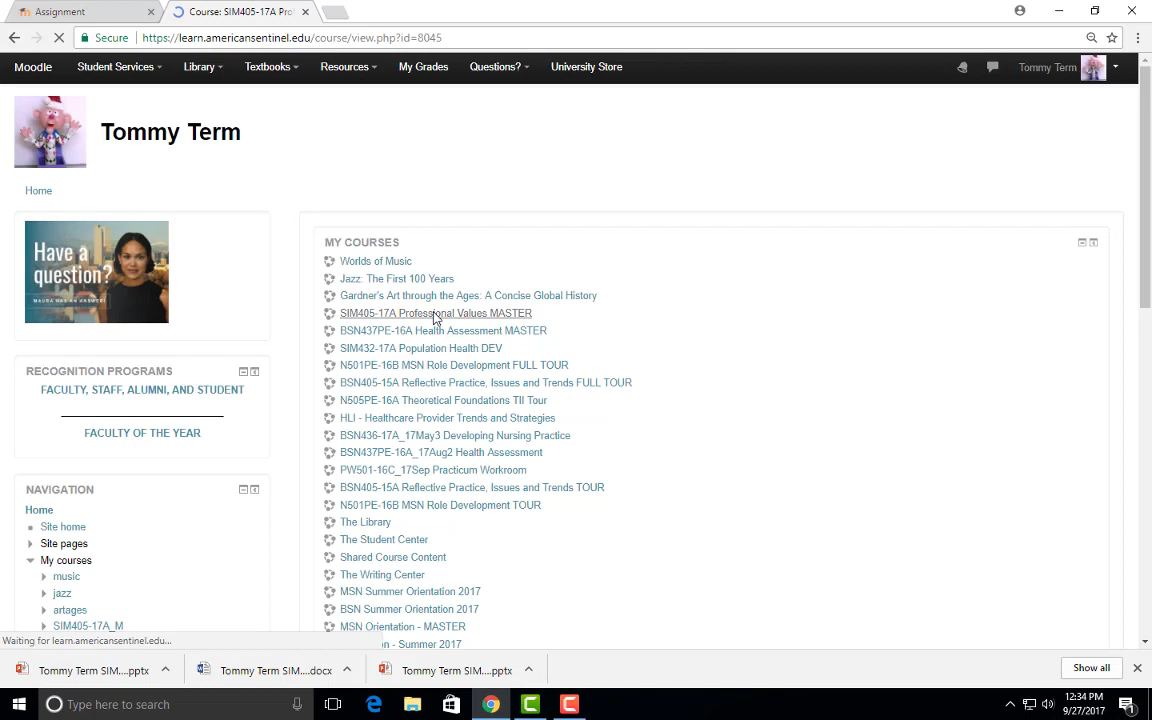 Assignment
Course: SIM405-17A Pro
Secure
https://learn.americansentinel.edu/course/view.php?id=8045
Moodle
Student Services
Library
Textbooks
Resources
My Grades
Questions?
University Store
Tommy Term
Tommy Term
Home
Have a
question?
MAURA HAS AN ANSWER!
RECOGNITION PROGRAMS
FACULTY, STAFF, ALUMNI, AND STUDENT
FACULTY OF THE YEAR
NAVIGATION
Home
Site home
Site pages
My courses
music
jazz
artages
SIM405-17A_M
MY COURSES
Worlds of Music
Jazz: The First 100 Years
Gardner's Art through the Ages: A Concise Global History
SIM405-17A Professional Values MASTER
BSN437PE-16A Health Assessment MASTER
SIM432-17A Population Health DEV
N501PE-16B MSN Role Development FULL TOUR
BSN405-15A Reflective Practice, Issues and Trends FULL TOUR
N505PE-16A Theoretical Foundations TII Tour
HLI - Healthcare Provider Trends and Strategies
BSN436-17A_17May3 Developing Nursing Practice
BSN437PE-16A_17Aug2 Health Assessment
PW501-16C_17Sep Practicum Workroom
BSN405-15A Reflective Practice, Issues and Trends TOUR
N501PE-16B MSN Role Development TOUR
The Library
The Student Center
Shared Course Content
The Writing Center
MSN Summer Orientation 2017
BSN Summer Orientation 2017
MSN Orientation - MASTER
on - Summer 2017
Waiting for learn.americansentinel.edu...
Tommy Term SIM....pptx
Tommy Term SIM....docx
Tommy Term SIM....pptx
Show all
Type here to search
12:34 PM
9/27/2017
1